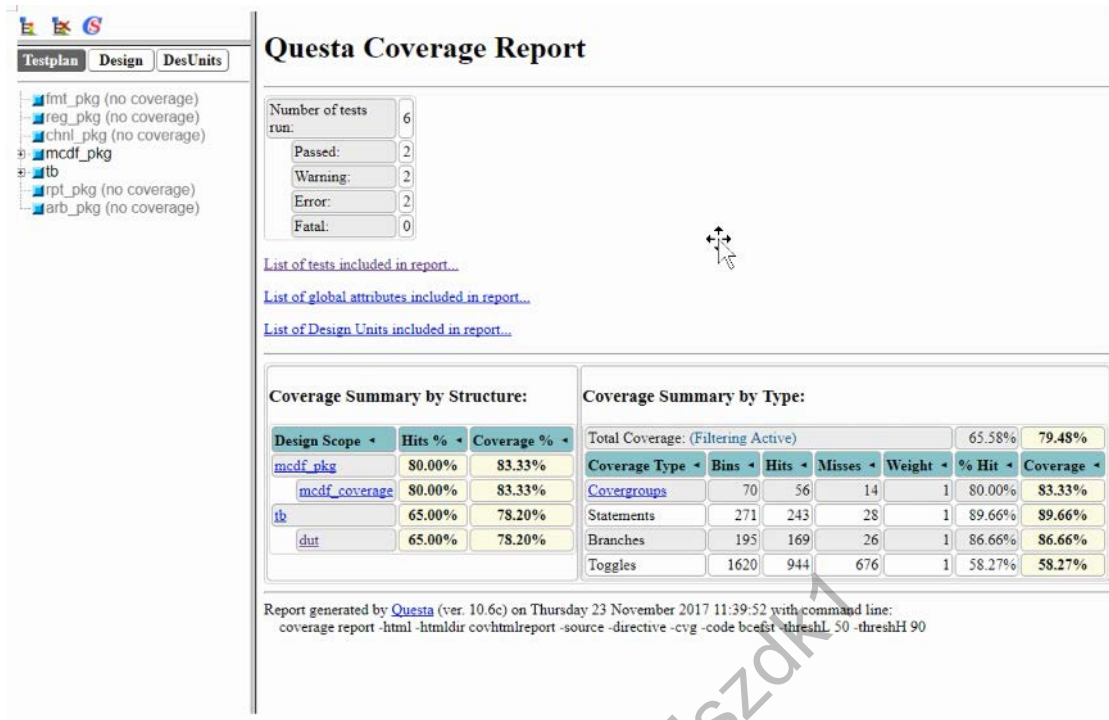 Testplan Design DesUnits
fmt_pkg (no coverage)
reg_pkg (no coverage)
chnl_pkg (no coverage)
mcdf_pkg
tb
rpt_pkg (no coverage)
arb_pkg (no coverage)
Questa Coverage Report
Number of tests
run: 6
Passed: 2
Warning: 2
Error: 2
Fatal: 0
List of tests included in report...
List of global attributes included in report...
List of Design Units included in report...
Coverage Summary by Structure:
Design Scope Hits % Coverage %
mcdf_pkg 80.00% 83.33%
mcdf_coverage 80.00% 83.33%
tb 65.00% 78.20%
dut 65.00% 78.20%
Coverage Summary by Type:
Total Coverage: (Filtering Active) 65.58% 79.48%
Coverage Type Bins Hits Misses Weight % Hit Coverage
Covergroups 70 56 14 1 80.00% 83.33%
Statements 271 243 28 1 89.66% 89.66%
Branches 195 169 26 1 86.66% 86.66%
Toggles 1620 944 676 1 58.27% 58.27%
Report generated by Questa (ver. 10.6c) on Thursday 23 November 2017 11:39:52 with command line:
coverage report -html -htmldir covhtmlreport -source -directive -cvg -code bcefst -threshL 50 -threshH 90